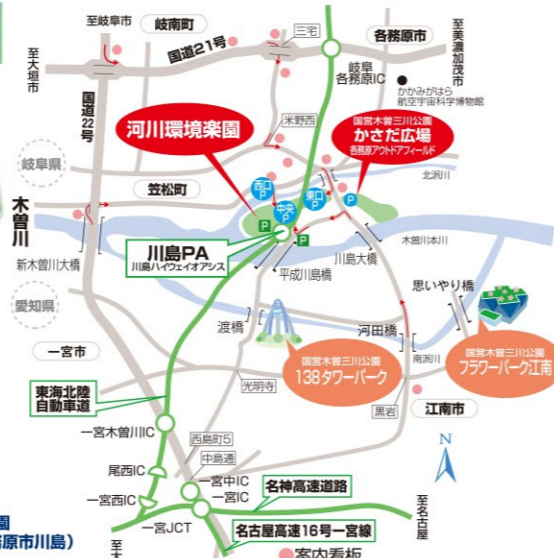 至岐阜市
岐南町
国道21号
三宅
各務原市
至美濃加茂市
至大垣市
国道22号
岐阜
各務原IC
かかみがはら
航空宇宙科学博物館
米野西
河川環境楽園
国営木曽三川公園
かさだ広場
各務原アウトドアフィールド
岐阜県
笠松町
北派川
西口
P
中央
P
東口
P
P
木曽川
P
P
川島PA
川島ハイウェイオアシス
木曽川本川
新木曽川大橋
川島大橋
平成川島橋
愛知県
思いやり橋
渡橋
河田橋
南派川
一宮市
国営木曽三川公園
138タワーパーク
国営木曽三川公園
フラワーパーク江南
東海北陸
自動車道
光明寺
黒岩
江南市
一宮木曽川IC
西島町5
中島通
N
尾西IC
一宮中IC
一宮IC
名神高速道路
一宮西IC
至名古屋
一宮JCT
名古屋高速16号一宮線
園
務原市川島)
案内看板